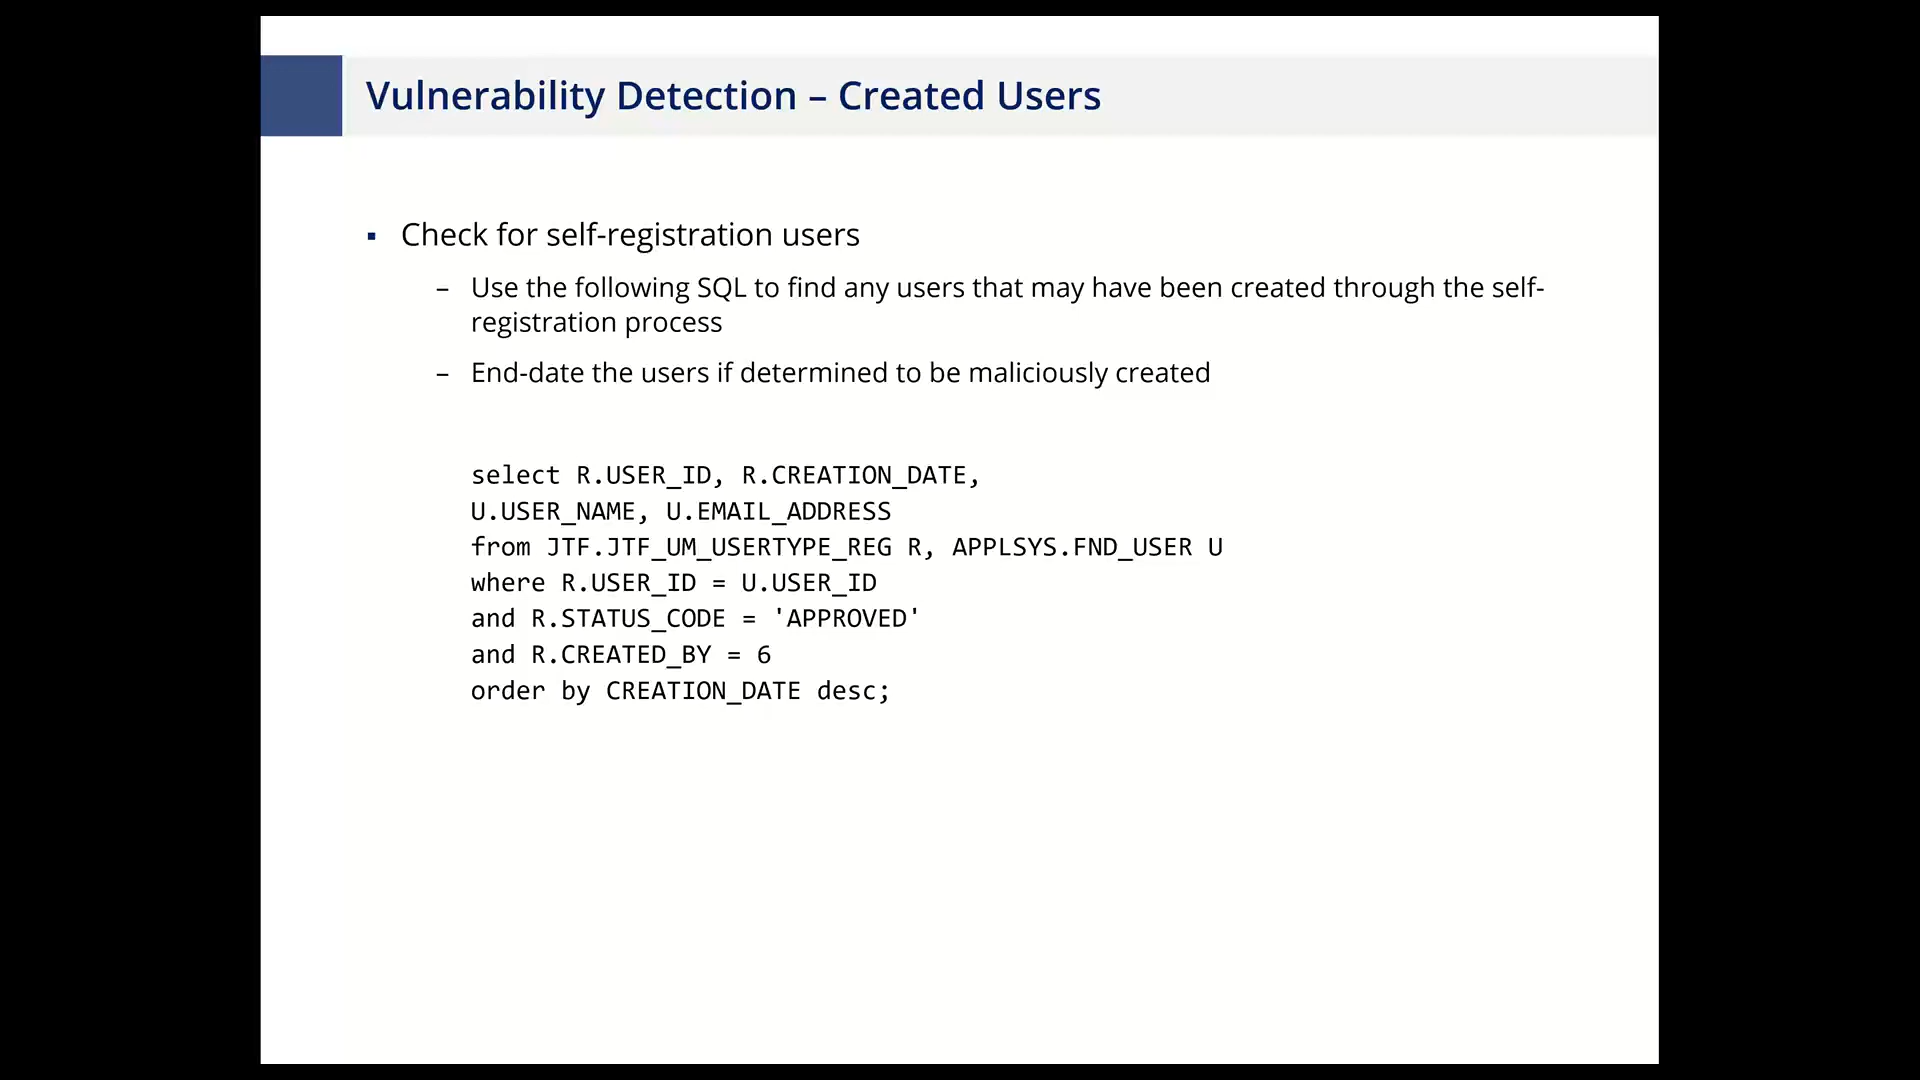 Vulnerability Detection – Created Users
▪ Check for self-registration users
– Use the following SQL to find any users that may have been created through the self-
registration process
– End-date the users if determined to be maliciously created
select R.USER_ID, R.CREATION_DATE,
U.USER_NAME, U.EMAIL_ADDRESS
from JTF.JTF_UM_USERTYPE_REG R, APPLSYS.FND_USER U
where R.USER_ID = U.USER_ID
and R.STATUS_CODE = 'APPROVED'
and R.CREATED_BY = 6
order by CREATION_DATE desc;